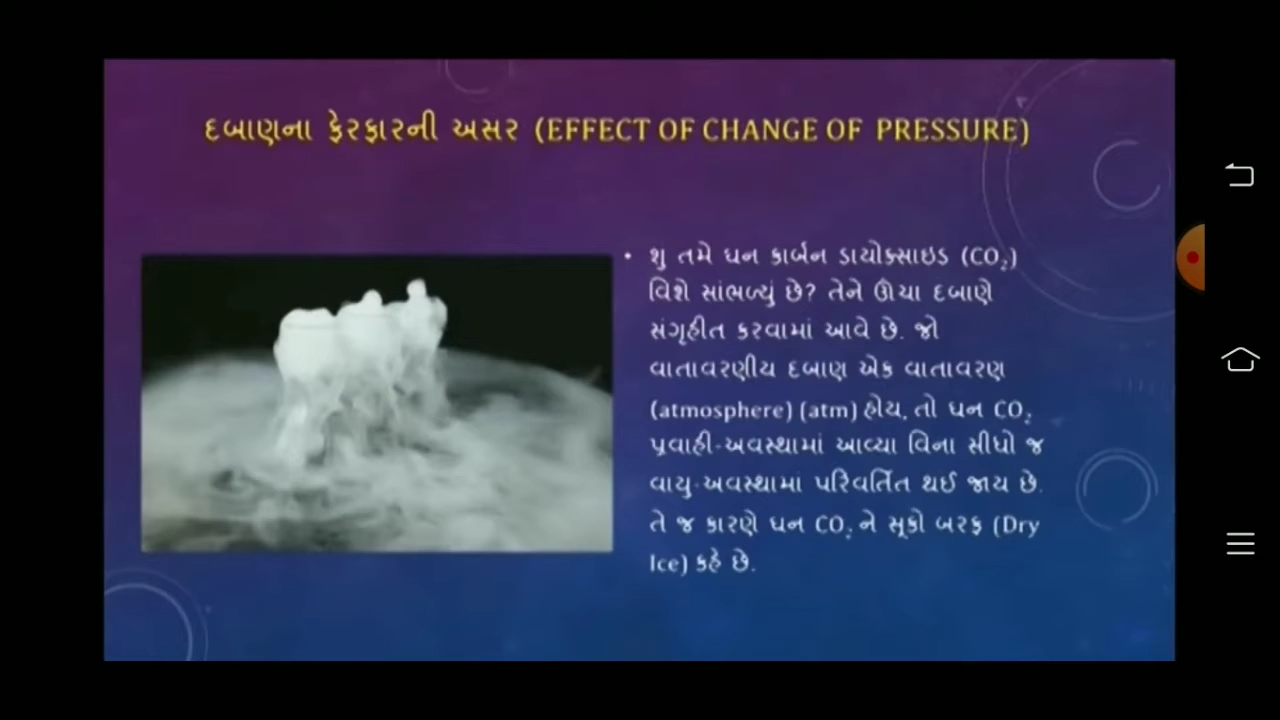 દબાણના ફેરફારની અસર (EFFECT OF CHANGE OF PRESSURE)
• શુ તમે ઘન કાર્બન ડાયોક્સાઇડ (CO₂)
વિશે સાંભળ્યું છે? તેને ઊંચા દબાણે
સંગૃહીત કરવામાં આવે છે. જો
વાતાવરણીય દબાણ એક વાતાવરણ
(atmosphere) (atm) હોય, તો ઘન CO₂
પ્રવાહી-અવસ્થામાં આવ્યા વિના સીધો જ
વાયુ-અવસ્થામાં પરિવર્તિત થઈ જાય છે.
તે જ કારણે ઘન CO₂ ને સૂકો બરફ (Dry
Ice) કહે છે.